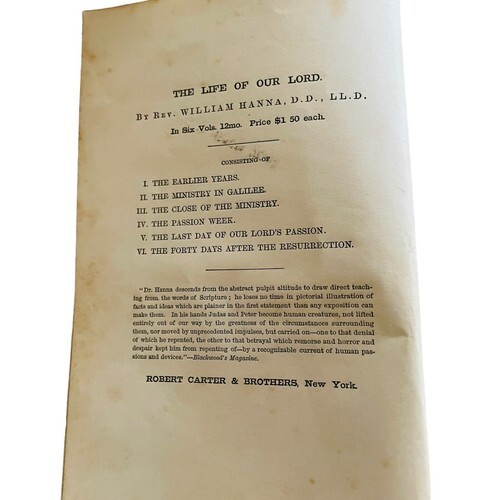 THE LIFE OF OUR LORD.
BY REV. WILLIAM HANNA, D.D., LL.D.
In Six Vols. 12mo. Price $1 50 each.
CONSISTING OF
I. THE EARLIER YEARS.
II. THE MINISTRY IN GALILEE.
III. THE CLOSE OF THE MINISTRY.
IV. THE PASSION WEEK.
V. THE LAST DAY OF OUR LORD'S PASSION.
VI. THE FORTY DAYS AFTER THE RESURRECTION.
"Dr. Hanna descends from the abstract pulpit altitude to draw direct teach-
ing from the words of Scripture; he loses no time in pictorial illustration of
facts and ideas which are plainer in the first statement than any exposition can
make them. In his hands Judas and Peter become human creatures, not lifted
entirely out of our way by the greatness of the circumstances surrounding
them, nor moved by unprecedented impulses, but carried on—one to that denial
of which he repented, the other to that betrayal which remorse and horror and
despair kept him from repenting of—by a recognizable current of human pas-
sions and devices."—Blackwood's Magazine.
ROBERT CARTER & BROTHERS, New York.